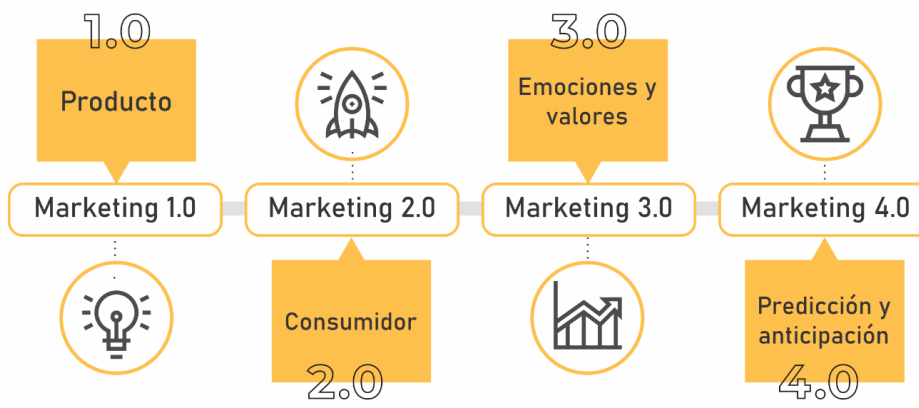 1.0
Producto
Marketing 1.0
Marketing 2.0
Consumidor
2.0
3.0
Emociones y
valores
Marketing 3.0
Marketing 4.0
Predicción y
anticipación
4.0